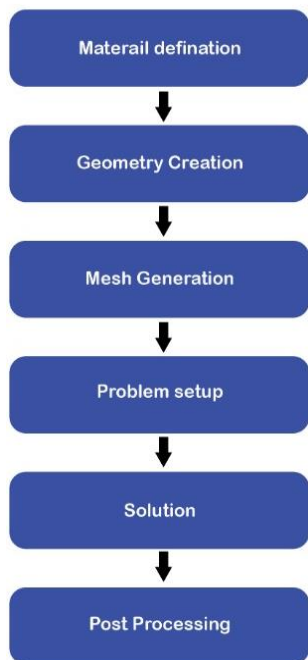 Materail defination
Geometry Creation
Mesh Generation
Problem setup
Solution
Post Processing